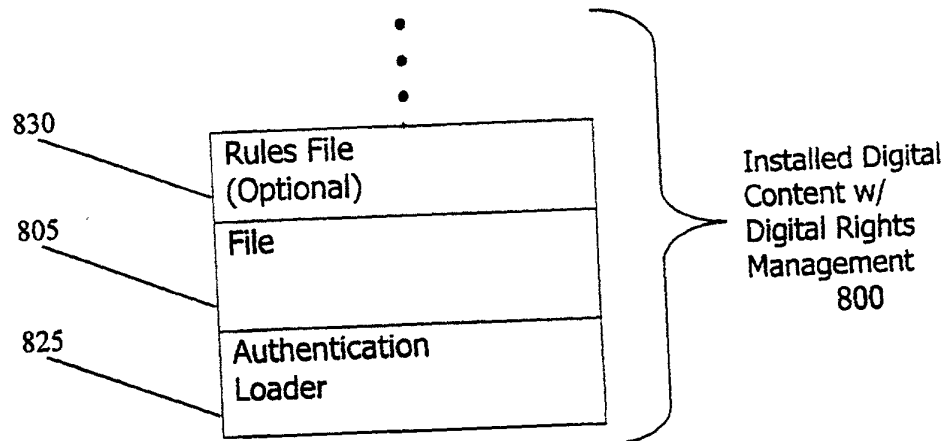 830
Rules File
(Optional)
805
File
825
Authentication
Loader
Installed Digital
Content w/
Digital Rights
Management
800